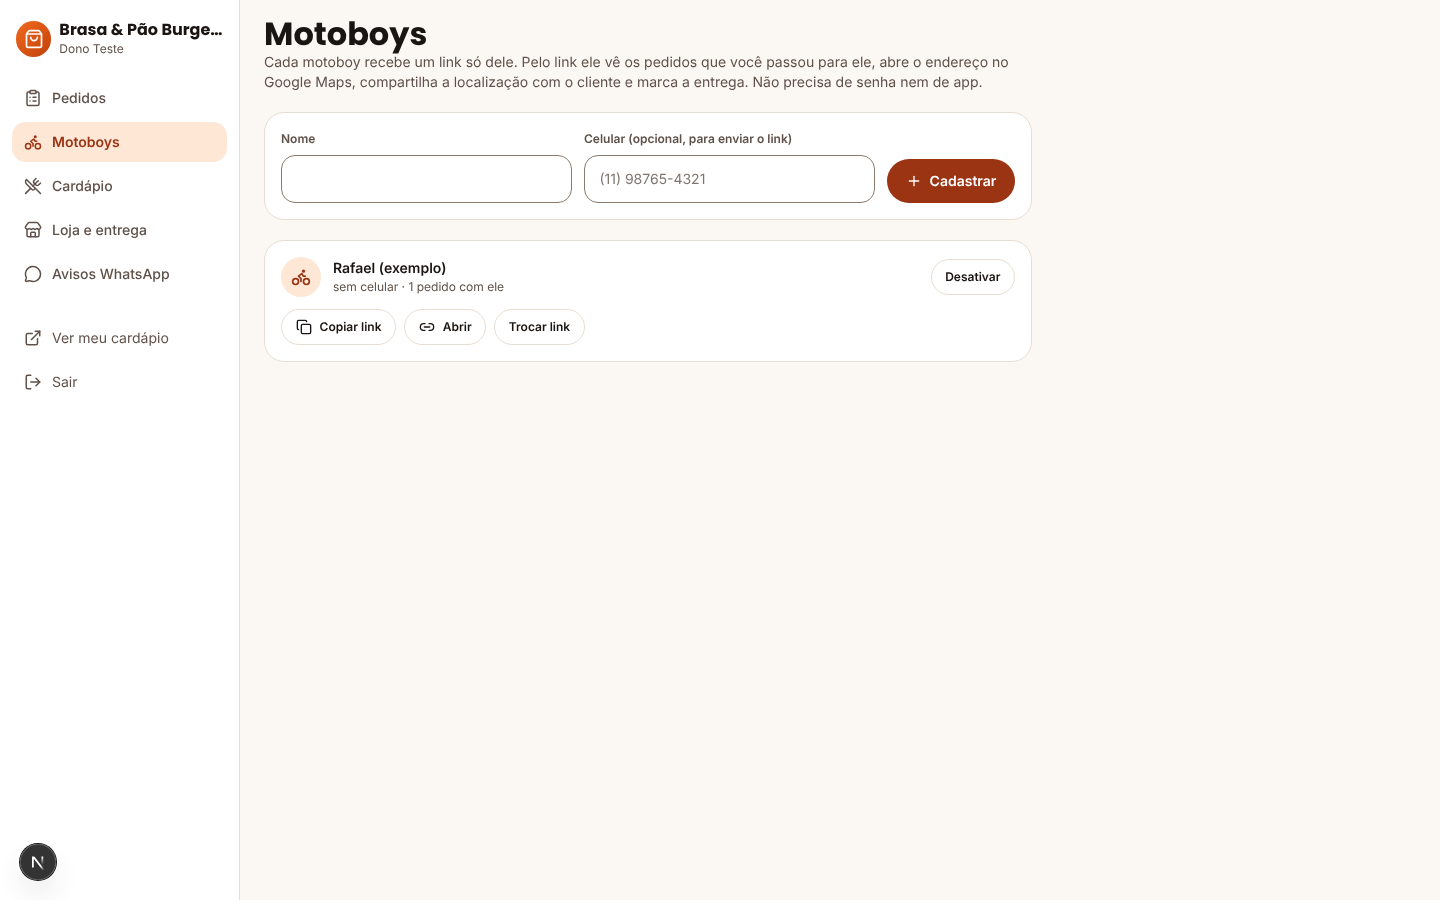 Brasa & Pão Burge...
Dono Teste
Pedidos
Motoboys
Cardápio
Loja e entrega
Avisos WhatsApp
Ver meu cardápio
Sair
Motoboys
Cada motoboy recebe um link só dele. Pelo link ele vê os pedidos que você passou para ele, abre o endereço no
Google Maps, compartilha a localização com o cliente e marca a entrega. Não precisa de senha nem de app.
Nome
Celular (opcional, para enviar o link)
(11) 98765-4321
Cadastrar
Rafael (exemplo)
sem celular · 1 pedido com ele
Desativar
Copiar link
Abrir
Trocar link
N